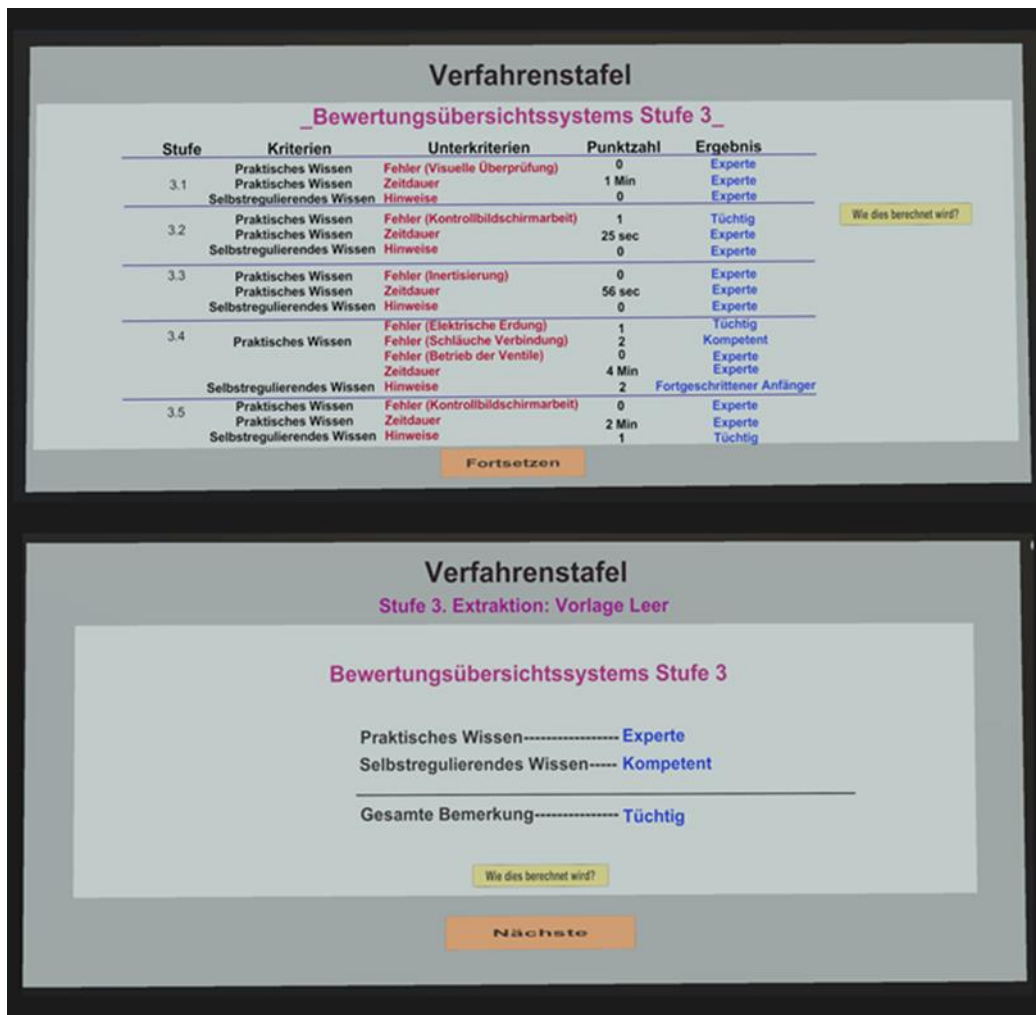 Verfahrenstafel
_Bewertungsübersichtssystems Stufe 3_
Stufe Kriterien Unterkriterien Punktzahl Ergebnis
3.1 Praktisches Wissen Fehler (Visuelle Überprüfung) 0 Experte
Praktisches Wissen Zeitdauer 1 Min Experte
Selbstregulierendes Wissen Hinweise 0 Experte
Wie dies berechnet wird?
3.2 Praktisches Wissen Fehler (Kontrollbildschirmarbeit) 1 Tüchtig
Praktisches Wissen Zeitdauer 25 sec Experte
Selbstregulierendes Wissen Hinweise 0 Experte
3.3 Praktisches Wissen Fehler (Inertisierung) 0 Experte
Praktisches Wissen Zeitdauer 56 sec Experte
Selbstregulierendes Wissen Hinweise 0 Experte
Fehler (Elektrische Erdung) 1 Tüchtig
3.4 Praktisches Wissen Fehler (Schläuche Verbindung) 2 Kompetent
Fehler (Betrieb der Ventile) 0 Experte
Zeitdauer 4 Min Experte
Selbstregulierendes Wissen Hinweise 2 Fortgeschrittener Anfänger
3.5 Praktisches Wissen Fehler (Kontrollbildschirmarbeit) 0 Experte
Praktisches Wissen Zeitdauer 2 Min Experte
Selbstregulierendes Wissen Hinweise 1 Tüchtig
Fortsetzen
Verfahrenstafel
Stufe 3. Extraktion: Vorlage Leer
Bewertungsübersichtssystems Stufe 3
Praktisches Wissen----------------- Experte
Selbstregulierendes Wissen----- Kompetent
Gesamte Bemerkung--------------- Tüchtig
Wie dies berechnet wird?
Nächste